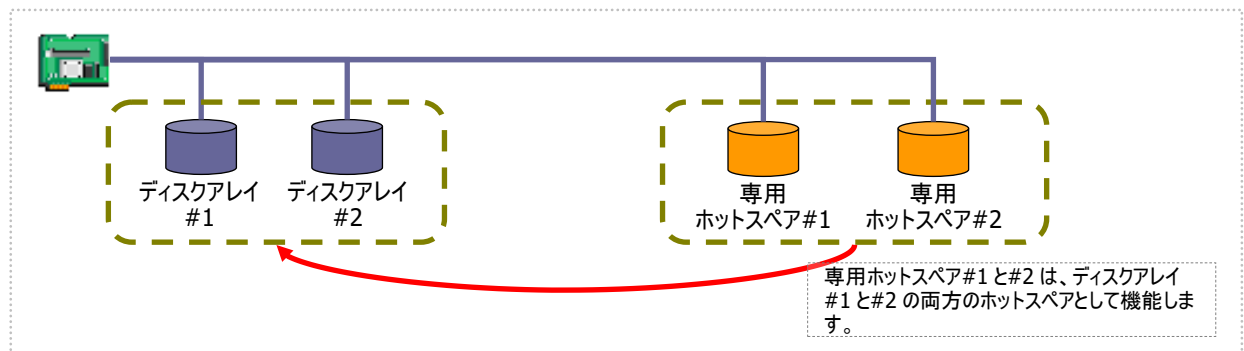 ディスクアレイ
#1
ディスクアレイ
#2
専用
ホットスペア#1
専用
ホットスペア#2
専用ホットスペア#1 と#2 は、ディスクアレイ
#1 と#2 の両方のホットスペアとして機能しま
す。